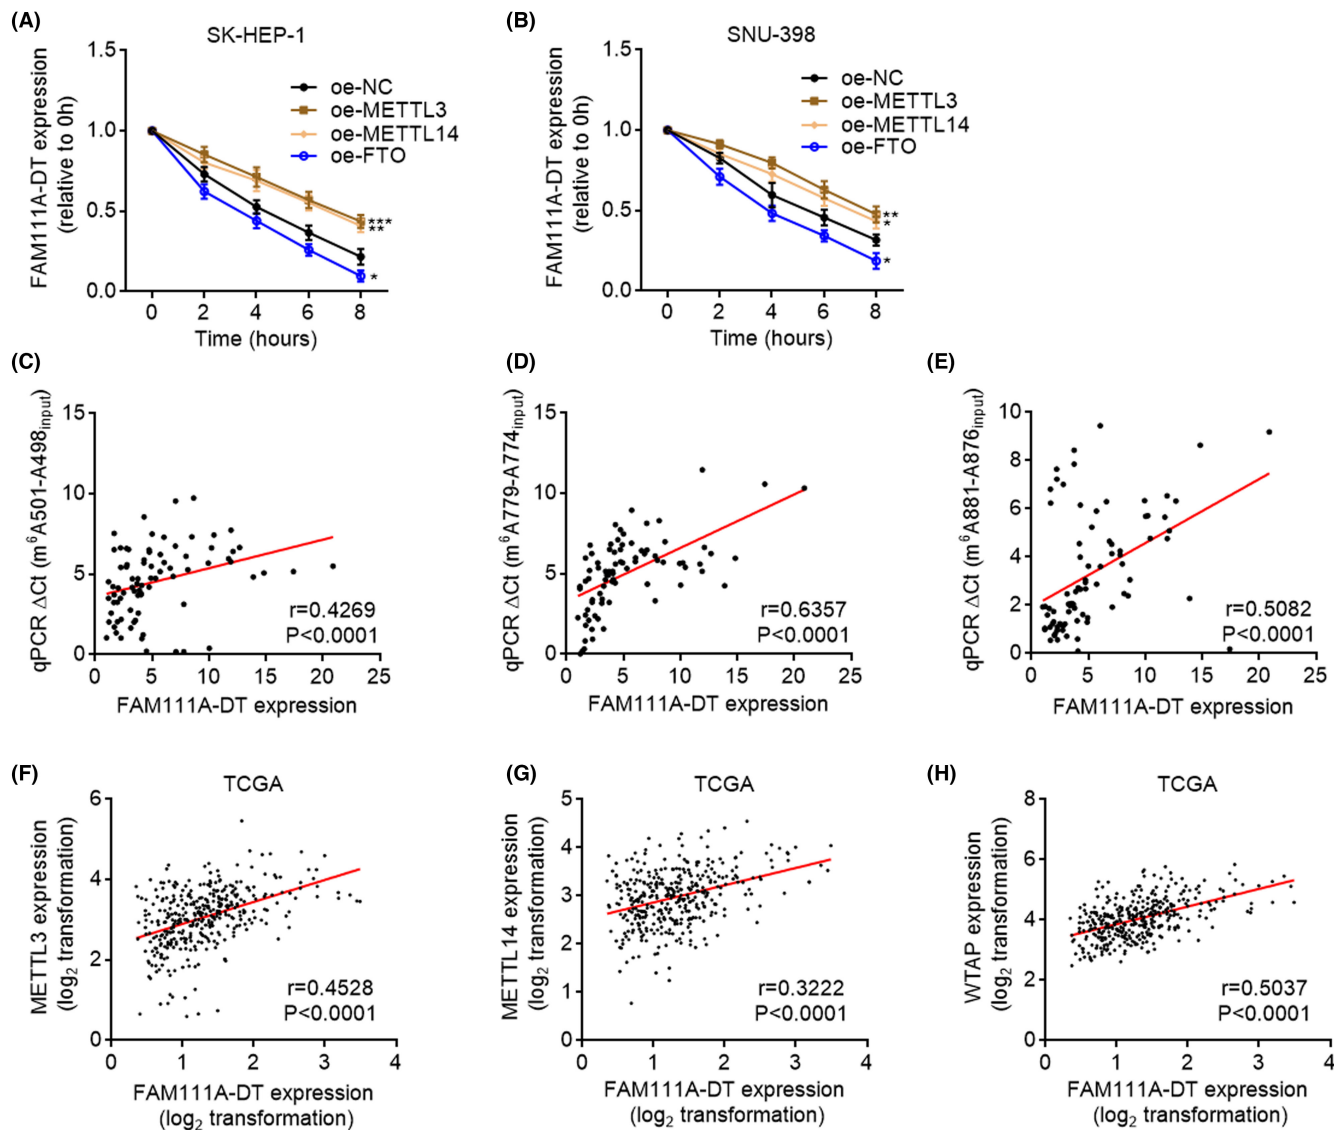 (A)
SK-HEP-1
FAM111A-DT expression
(relative to 0h)
1.5
1.0
0.5
0.0
oe-NC
oe-METTL3
oe-METTL14
oe-FTO
***
**
*
0 2 4 6 8
Time (hours)
(B)
SNU-398
FAM111A-DT expression
(relative to 0h)
1.5
1.0
0.5
0.0
oe-NC
oe-METTL3
oe-METTL14
oe-FTO
**
*
*
0 2 4 6 8
Time (hours)
(C)
qPCR ΔCt (m⁶A501-A498input)
15
10
5
0
r=0.4269
P<0.0001
0 5 10 15 20 25
FAM111A-DT expression
(D)
qPCR ΔCt (m⁶A779-A774input)
15
10
5
0
r=0.6357
P<0.0001
0 5 10 15 20 25
FAM111A-DT expression
(E)
qPCR ΔCt (m⁶A881-A876input)
10
8
6
4
2
0
r=0.5082
P<0.0001
0 5 10 15 20 25
FAM111A-DT expression
(F)
TCGA
METTL3 expression
(log₂ transformation)
6
4
2
0
r=0.4528
P<0.0001
0 1 2 3 4
FAM111A-DT expression
(log₂ transformation)
(G)
TCGA
METTL14 expression
(log₂ transformation)
5
4
3
2
1
0
r=0.3222
P<0.0001
0 1 2 3 4
FAM111A-DT expression
(log₂ transformation)
(H)
TCGA
WTAP expression
(log₂ transformation)
8
6
4
2
0
r=0.5037
P<0.0001
0 1 2 3 4
FAM111A-DT expression
(log₂ transformation)